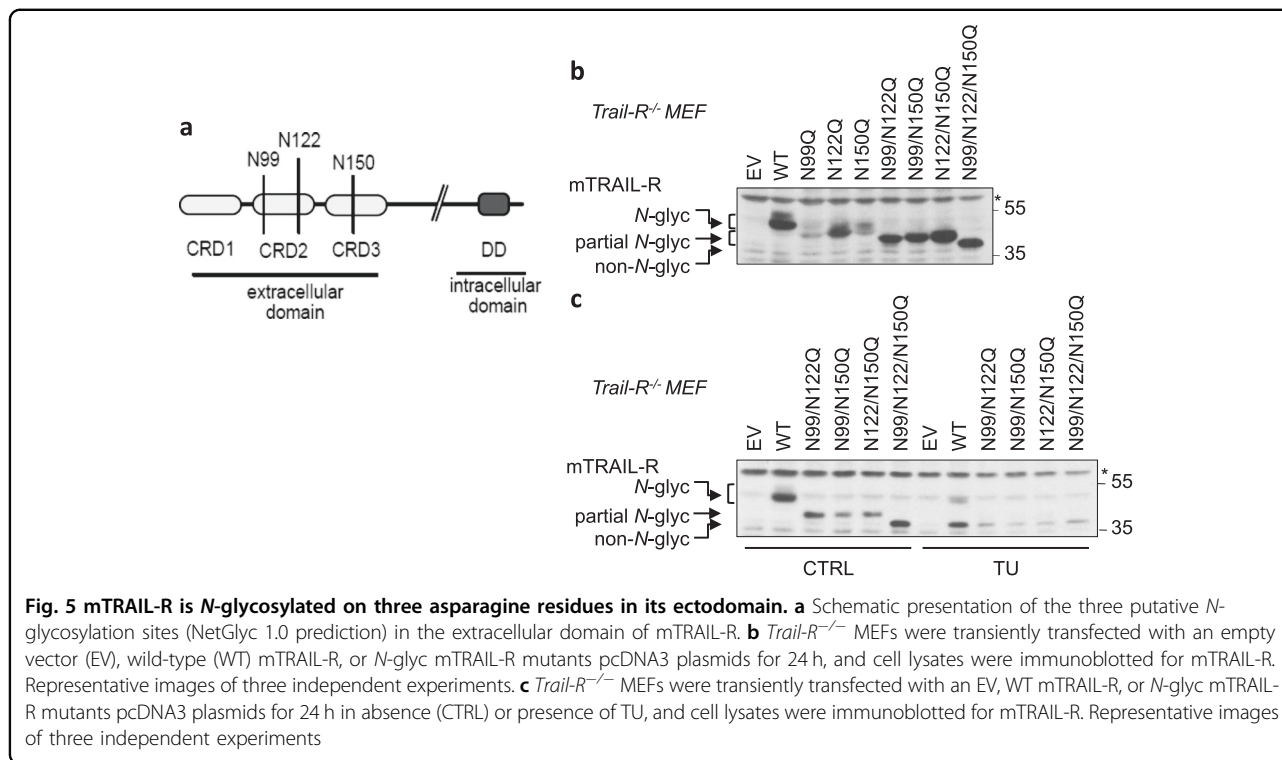 a
N99
N122
N150
CRD1
CRD2
CRD3
DD
extracellular
domain
intracellular
domain
b
Trail-R-/- MEF
EV
WT
N99Q
N122Q
N150Q
N99/N122Q
N99/N150Q
N122/N150Q
N99/N122/N150Q
mTRAIL-R
N-glyc
partial N-glyc
non-N-glyc
*
55
35
c
Trail-R-/- MEF
EV
WT
N99/N122Q
N99/N150Q
N122/N150Q
N99/N122/N150Q
EV
WT
N99/N122Q
N99/N150Q
N122/N150Q
N99/N122/N150Q
mTRAIL-R
N-glyc
partial N-glyc
non-N-glyc
*
55
35
CTRL
TU
Fig. 5 mTRAIL-R is N-glycosylated on three asparagine residues in its ectodomain. a Schematic presentation of the three putative N-
glycosylation sites (NetGlyc 1.0 prediction) in the extracellular domain of mTRAIL-R. b Trail-R−/− MEFs were transiently transfected with an empty
vector (EV), wild-type (WT) mTRAIL-R, or N-glyc mTRAIL-R mutants pcDNA3 plasmids for 24 h, and cell lysates were immunoblotted for mTRAIL-R.
Representative images of three independent experiments. c Trail-R−/− MEFs were transiently transfected with an EV, WT mTRAIL-R, or N-glyc mTRAIL-
R mutants pcDNA3 plasmids for 24 h in absence (CTRL) or presence of TU, and cell lysates were immunoblotted for mTRAIL-R. Representative images
of three independent experiments